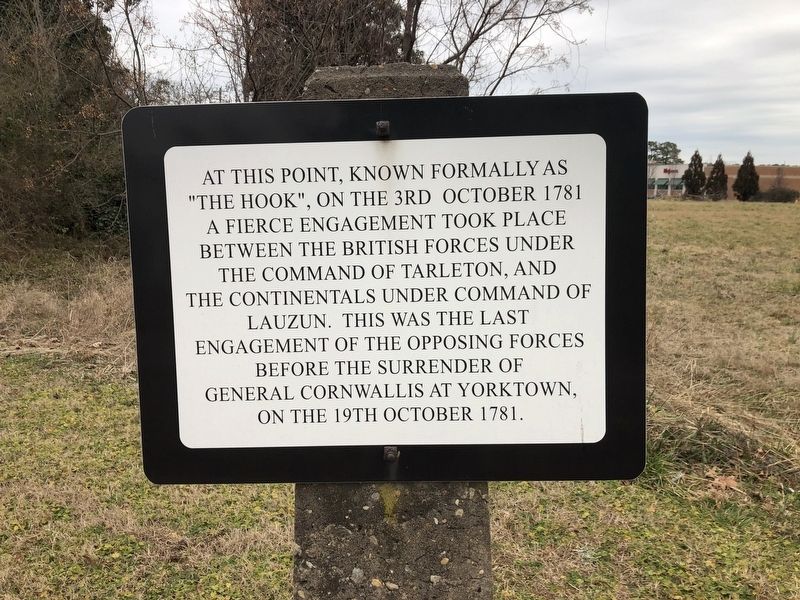 AT THIS POINT, KNOWN FORMALLY AS
"THE HOOK", ON THE 3RD OCTOBER 1781
A FIERCE ENGAGEMENT TOOK PLACE
BETWEEN THE BRITISH FORCES UNDER
THE COMMAND OF TARLETON, AND
THE CONTINENTALS UNDER COMMAND OF
LAUZUN. THIS WAS THE LAST
ENGAGEMENT OF THE OPPOSING FORCES
BEFORE THE SURRENDER OF
GENERAL CORNWALLIS AT YORKTOWN,
ON THE 19TH OCTOBER 1781.